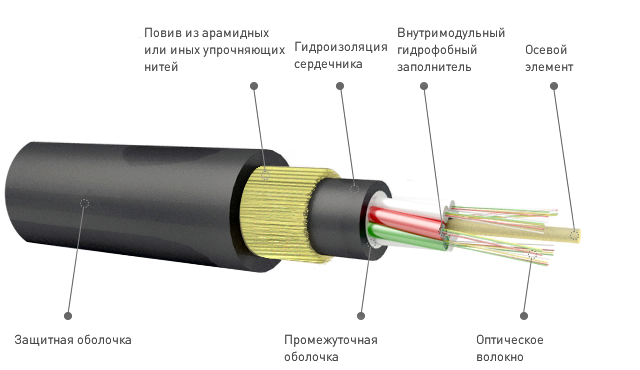 Повив из арамидных
или иных упрочняющих
нитей
Гидроизоляция
сердечника
Внутримодульный
гидрофобный
заполнитель
Осевой
элемент
Защитная оболочка
Промежуточная
оболочка
Оптическое
волокно